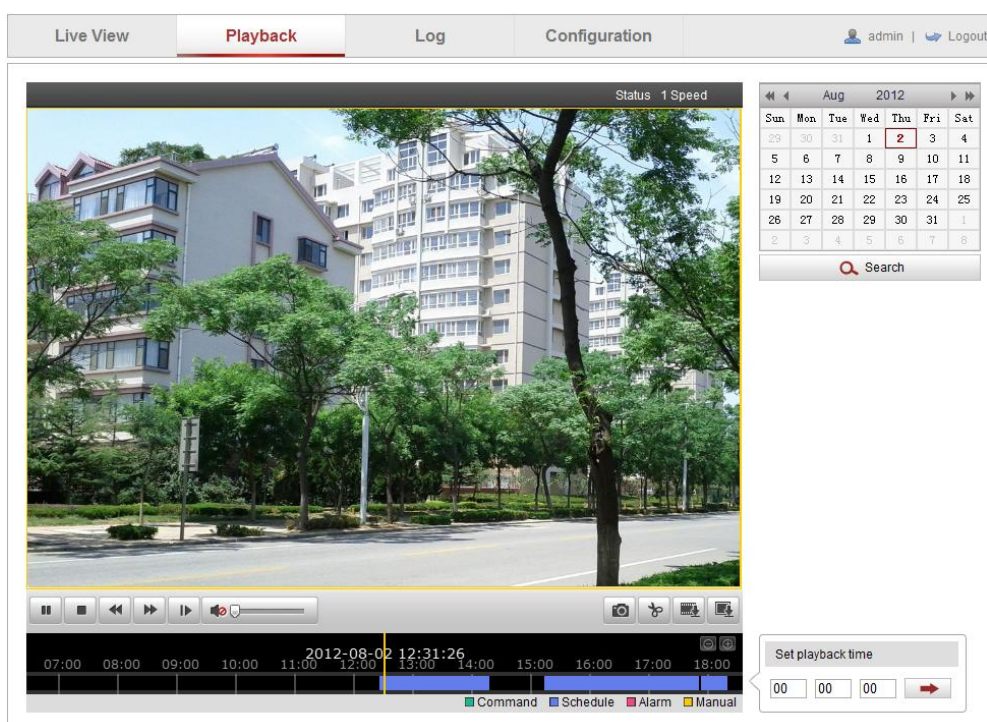 Live View Playback Log Configuration admin | Logout
Status 1 Speed
Aug 2012
Sun Mon Tue Wed Thu Fri Sat
29 30 31 1 2 3 4
5 6 7 8 9 10 11
12 13 14 15 16 17 18
19 20 21 22 23 24 25
26 27 28 29 30 31 1
2 3 4 5 6 7 8
Search
2012-08-02 12:31:26
07:00 08:00 09:00 10:00 11:00 12:00 13:00 14:00 15:00 16:00 17:00 18:00
Command Schedule Alarm Manual
Set playback time
00 00 00